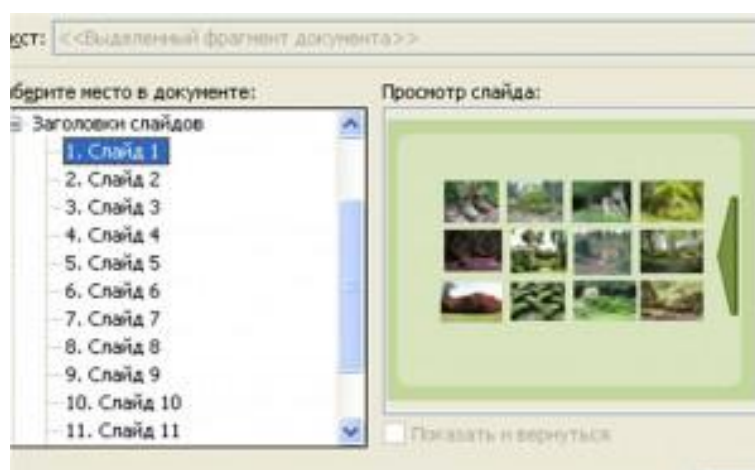 кст: <<Выделенный фрагмент документа>>
берите место в документе:
Просмотр слайда:
Заголовки слайдов
1. Слайд 1
2. Слайд 2
3. Слайд 3
4. Слайд 4
5. Слайд 5
6. Слайд 6
7. Слайд 7
8. Слайд 8
9. Слайд 9
10. Слайд 10
11. Слайд 11
Показать и вернуться